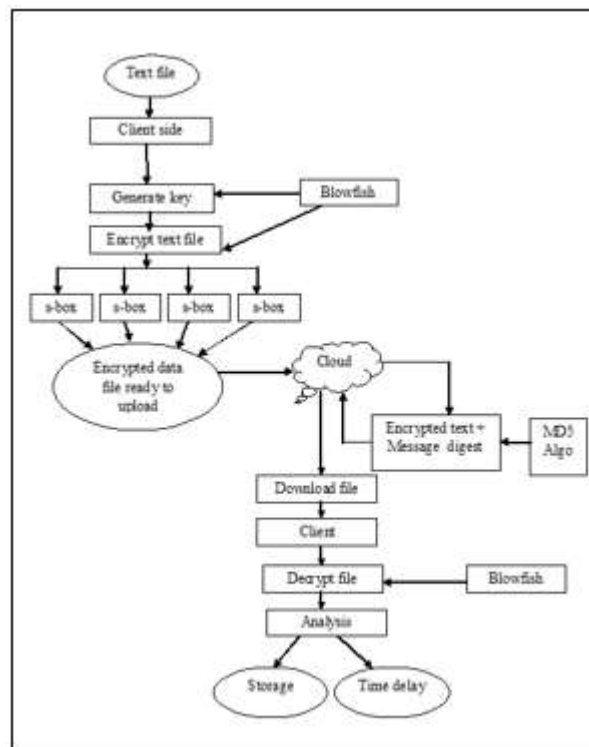 Text file
Client side
Generate key
Blowfish
Encrypt text file
s-box
s-box
s-box
s-box
Encrypted data
file ready to
upload
Cloud
Encrypted text +
Message digest
MD5
Algo
Download file
Client
Decrypt file
Blowfish
Analysis
Storage
Time delay